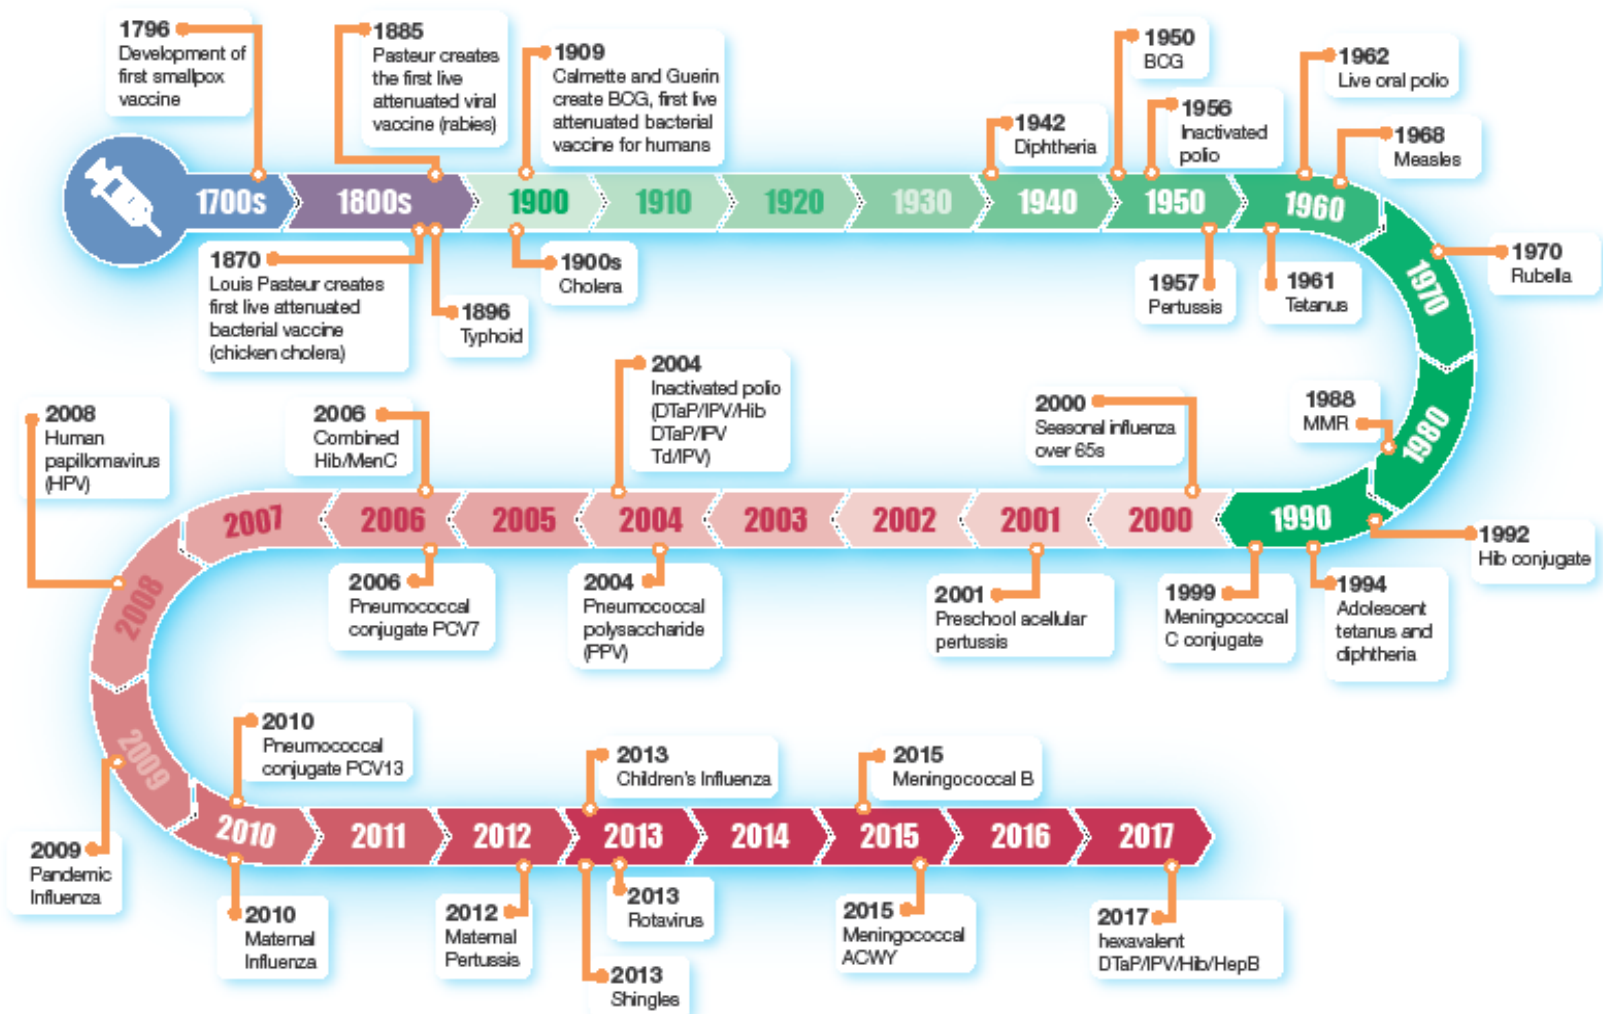 1796
Development of
first smallpox
vaccine
1885
Pasteur creates
the first live
attenuated viral
vaccine (rabies)
1909
Calmette and Guerin
create BCG, first live
attenuated bacterial
vaccine for humans
1942
Diphtheria
1950
BCG
1956
Inactivated
polio
1962
Live oral polio
1968
Measles
1700s
1800s
1900
1910
1920
1930
1940
1950
1960
1970
1980
1870
Louis Pasteur creates
first live attenuated
bacterial vaccine
(chicken cholera)
1896
Typhoid
1900s
Cholera
1957
Pertussis
1961
Tetanus
1970
Rubella
1988
MMR
2008
Human
papillomavirus
(HPV)
2006
Combined
Hib/MenC
2004
Inactivated polio
(DTaP/IPV/Hib
DTaP/IPV
Td/IPV)
2000
Seasonal influenza
over 65s
2007
2006
2005
2004
2003
2002
2001
2000
1990
1992
Hib conjugate
2006
Pneumococcal
conjugate PCV7
2004
Pneumococcal
polysaccharide
(PPV)
2001
Preschool acellular
pertussis
1999
Meningococcal
C conjugate
1994
Adolescent
tetanus and
diphtheria
2008
2009
2010
Pneumococcal
conjugate PCV13
2013
Children's Influenza
2015
Meningococcal B
2010
2011
2012
2013
2014
2015
2016
2017
2009
Pandemic
Influenza
2010
Maternal
Influenza
2012
Maternal
Pertussis
2013
Rotavirus
2013
Shingles
2015
Meningococcal
ACWY
2017
hexavalent
DTaP/IPV/Hib/HepB